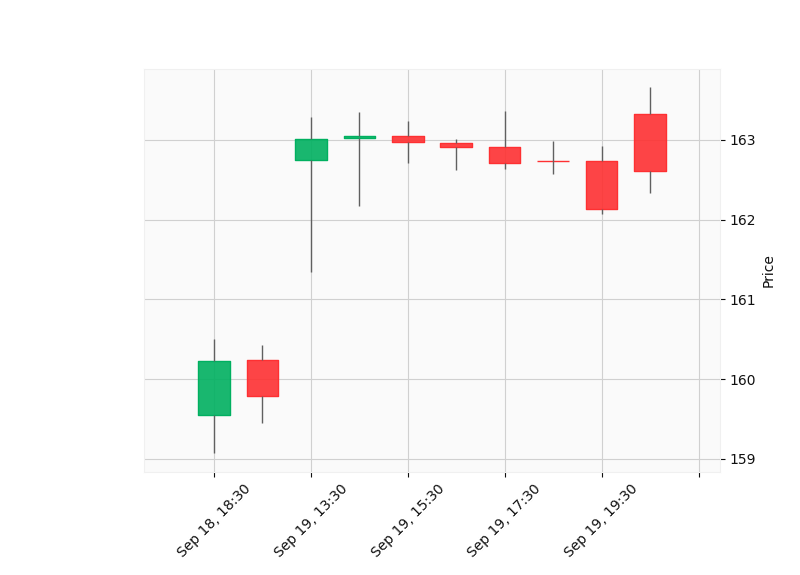 163
162
161
160
159
Price
Sep 18, 18:30
Sep 19, 13:30
Sep 19, 15:30
Sep 19, 17:30
Sep 19, 19:30